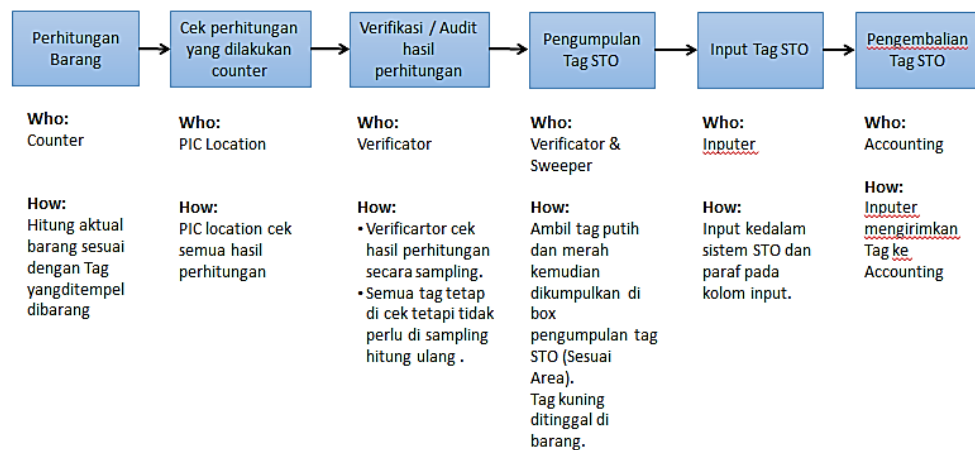 Perhitungan
Barang
Cek perhitungan
yang dilakukan
counter
Verifikasi / Audit
hasil
perhitungan
Pengumpulan
Tag STO
Input Tag STO
Pengembalian
Tag STO
Who:
Counter
How:
Hitung aktual
barang sesuai
dengan Tag
yangditempel
dibarang
Who:
PIC Location
How:
PIC location cek
semua hasil
perhitungan
Who:
Verificator
How:
• Verificartor cek
hasil perhitungan
secara sampling.
• Semua tag tetap
di cek tetapi tidak
perlu di sampling
hitung ulang .
Who:
Verificator &
Sweeper
How:
Ambil tag putih
dan merah
kemudian
dikumpulkan di
box
pengumpulan tag
STO (Sesuai
Area).
Tag kuning
ditinggal di
barang.
Who:
Inputer
How:
Input kedalam
sistem STO dan
paraf pada
kolom input.
Who:
Accounting
How:
Inputer
mengirimkan
Tag ke
Accounting